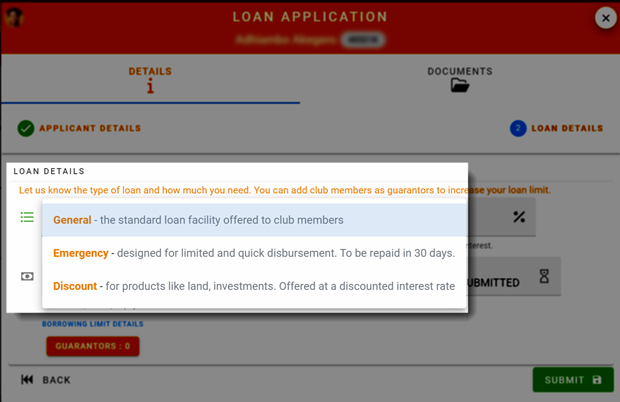 LOAN APPLICATION
DETAILS
DOCUMENTS
APPLICANT DETAILS
2 LOAN DETAILS
LOAN DETAILS
Let us know the type of loan and how much you need. You can add club members as guarantors to increase your loan limit.
General - the standard loan facility offered to club members
%
Emergency - designed for limited and quick disbursement. To be repaid in 30 days.
nterest.
Discount - for products like land, investments. Offered at a discounted interest rate
UBMITTED
BORROWING LIMIT DETAILS
GUARANTORS : 0
BACK
SUBMIT